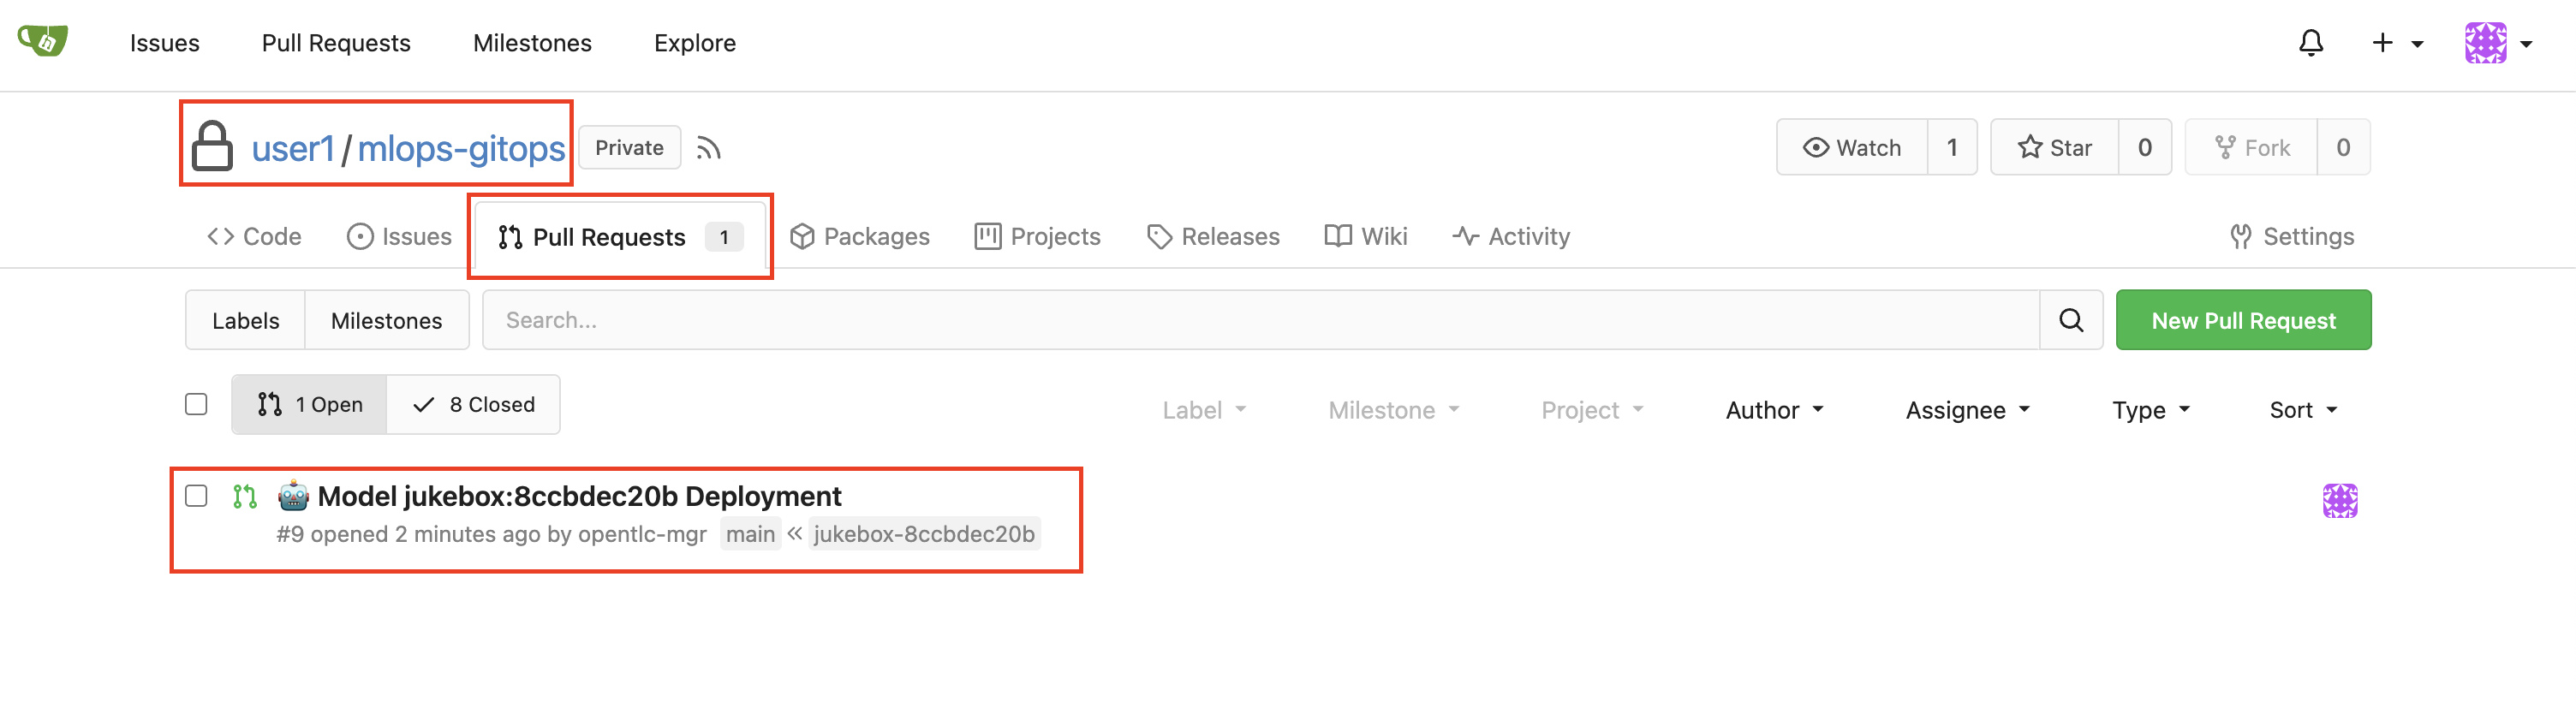 Issues Pull Requests Milestones Explore
user1/mlops-gitops Private Watch 1 Star 0 Fork 0
Code Issues Pull Requests 1 Packages Projects Releases Wiki Activity Settings
Labels Milestones Search... New Pull Request
1 Open 8 Closed Label Milestone Project Author Assignee Type Sort
🤖 Model jukebox:8ccbdec20b Deployment
#9 opened 2 minutes ago by opentlc-mgr main « jukebox-8ccbdec20b